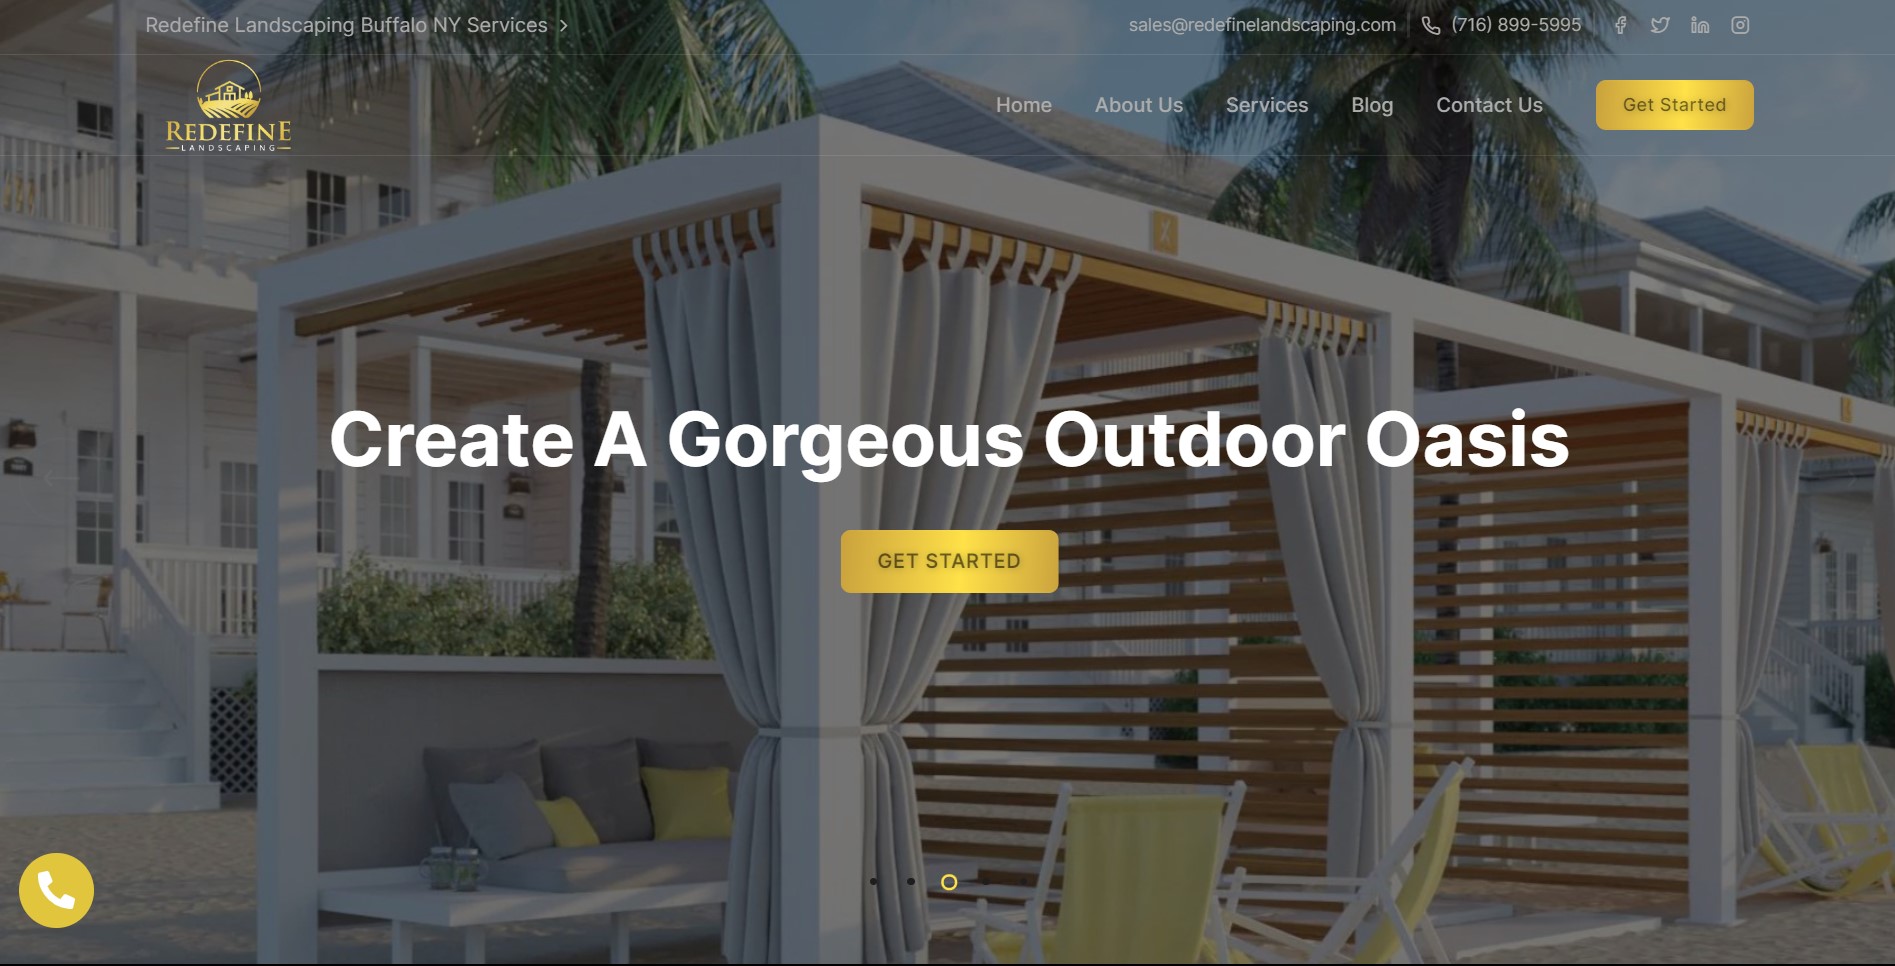 Redefine Landscaping Buffalo NY Services
sales@redefinelandscaping.com
(716) 899-5995
REDEFINE
LANDSCAPING
Home
About Us
Services
Blog
Contact Us
Get Started
Create A Gorgeous Outdoor Oasis
GET STARTED